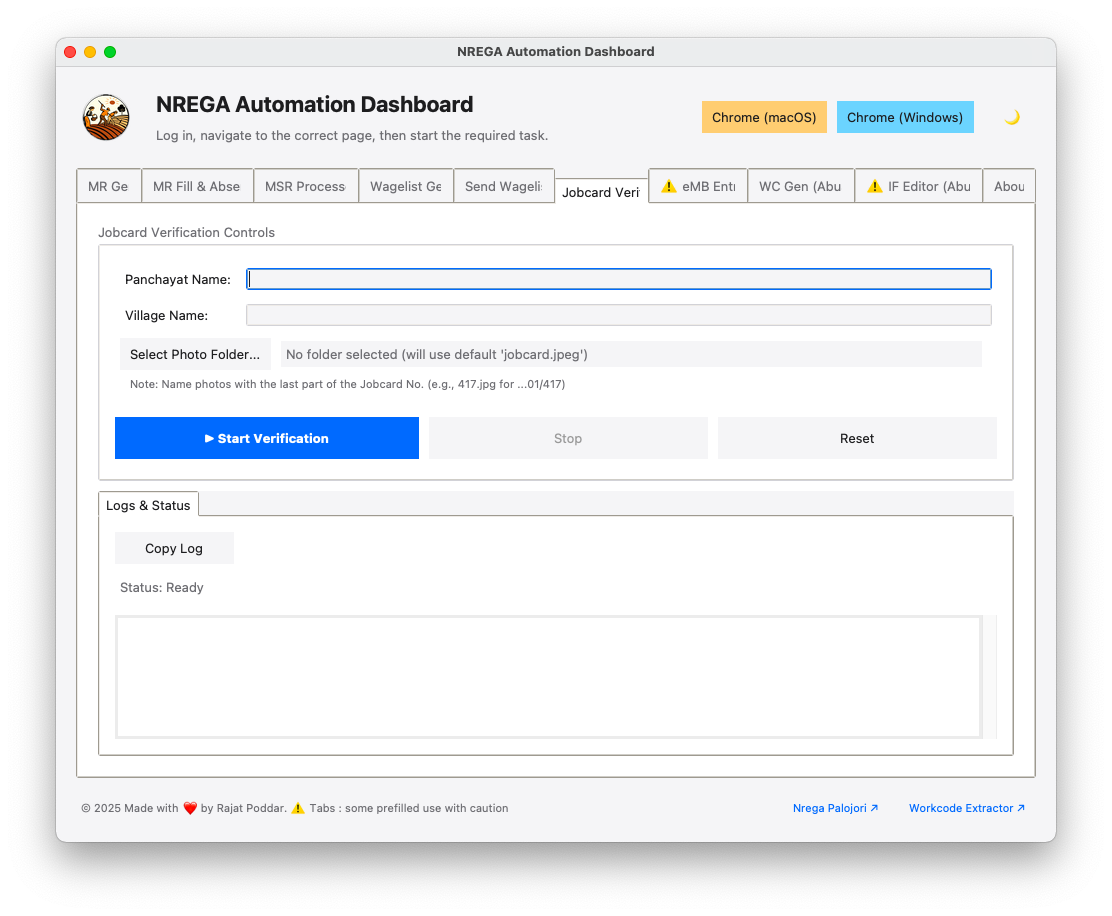 NREGA Automation Dashboard
NREGA Automation Dashboard
Log in, navigate to the correct page, then start the required task.
Chrome (macOS)
Chrome (Windows)
MR Ge
MR Fill & Abse
MSR Process
Wagelist Ge
Send Wageli
Jobcard Veri
⚠️ eMB Entr
WC Gen (Abu
⚠️ IF Editor (Abu
Abou
Jobcard Verification Controls
Panchayat Name:
Village Name:
Select Photo Folder...
No folder selected (will use default 'jobcard.jpeg')
Note: Name photos with the last part of the Jobcard No. (e.g., 417.jpg for ...01/417)
▶ Start Verification
Stop
Reset
Logs & Status
Copy Log
Status: Ready
© 2025 Made with ❤️ by Rajat Poddar. ⚠️ Tabs : some prefilled use with caution
Nrega Palojori ↗
Workcode Extractor ↗